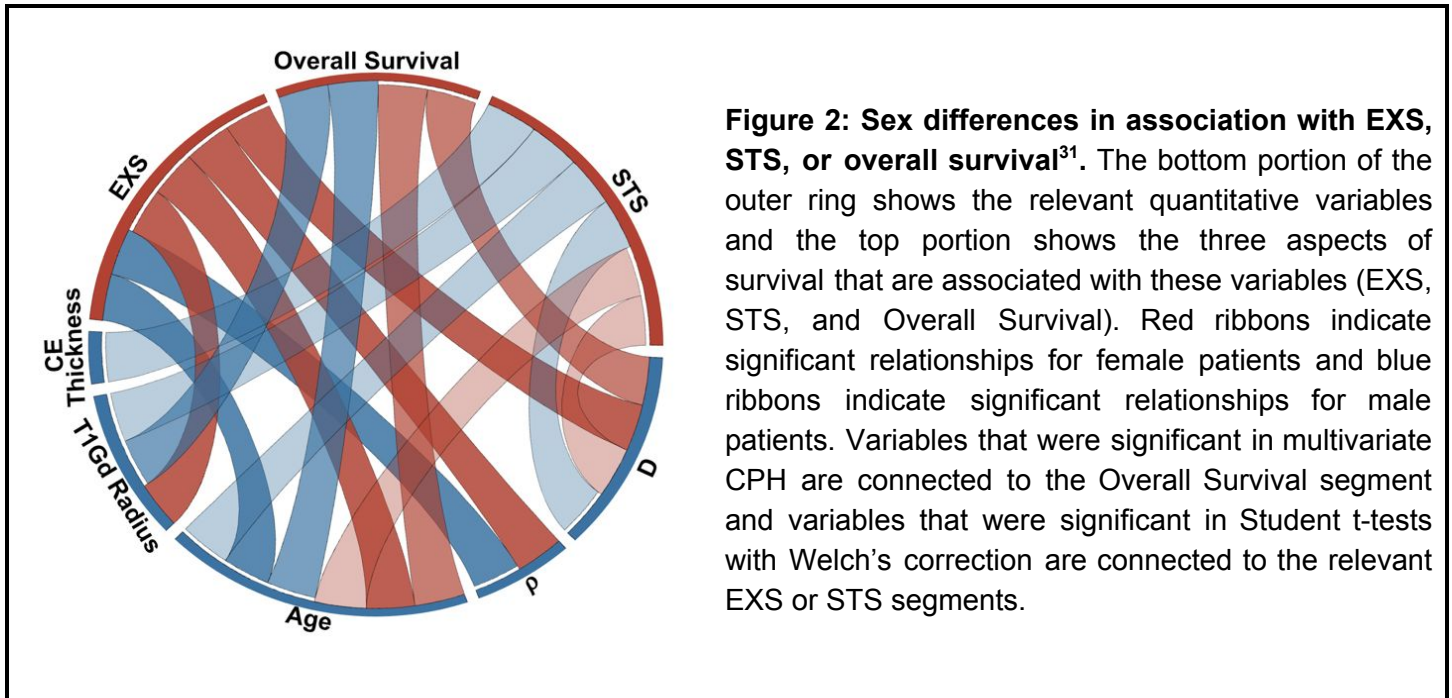 Overall Survival
EXS
STS
CE
Thickness
T1Gd Radius
Age
ρ
D
Figure 2: Sex differences in association with EXS,
STS, or overall survival³¹. The bottom portion of the
outer ring shows the relevant quantitative variables
and the top portion shows the three aspects of
survival that are associated with these variables (EXS,
STS, and Overall Survival). Red ribbons indicate
significant relationships for female patients and blue
ribbons indicate significant relationships for male
patients. Variables that were significant in multivariate
CPH are connected to the Overall Survival segment
and variables that were significant in Student t-tests
with Welch’s correction are connected to the relevant
EXS or STS segments.